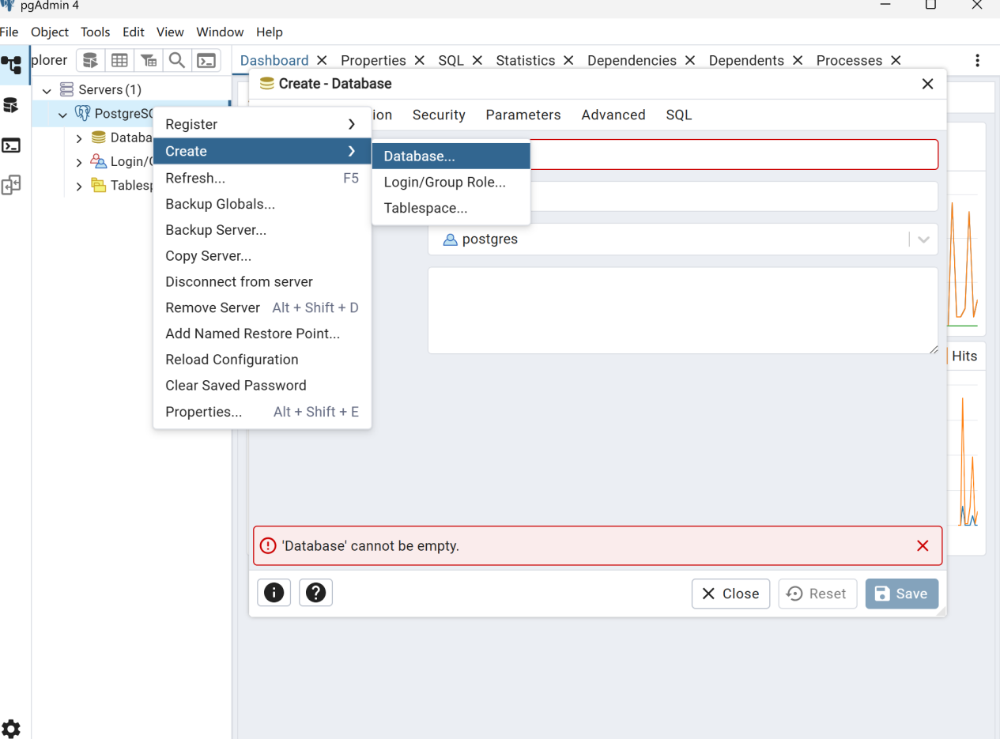 pgAdmin 4
File Object Tools Edit View Window Help
plorer
Dashboard Properties SQL Statistics Dependencies Dependents Processes
Servers (1)
PostgreSC
Databa
Login/
Tablesp
Register
Create
Refresh... F5
Backup Globals...
Backup Server...
Copy Server...
Disconnect from server
Remove Server Alt + Shift + D
Add Named Restore Point...
Reload Configuration
Clear Saved Password
Properties... Alt + Shift + E
Database...
Login/Group Role...
Tablespace...
Create - Database
ion Security Parameters Advanced SQL
postgres
Hits
'Database' cannot be empty.
Close Reset Save